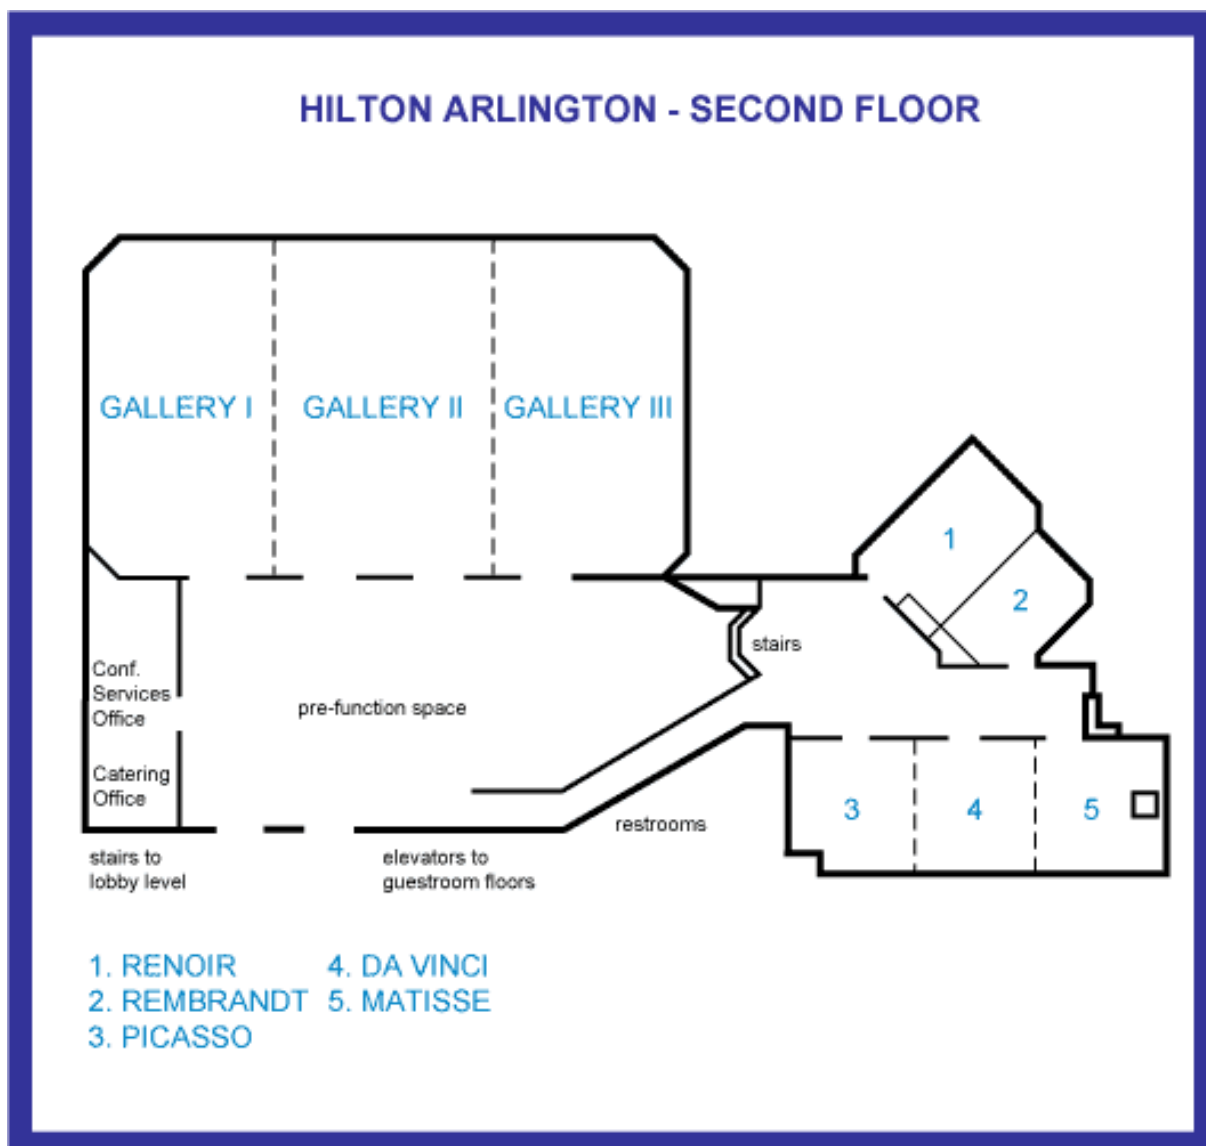 HILTON ARLINGTON - SECOND FLOOR
GALLERY I
GALLERY II
GALLERY III
1
2
stairs
Conf.
Services
Office
pre-function space
Catering
Office
3
4
5
restrooms
stairs to
lobby level
elevators to
guestroom floors
1. RENOIR
2. REMBRANDT
3. PICASSO
4. DA VINCI
5. MATISSE